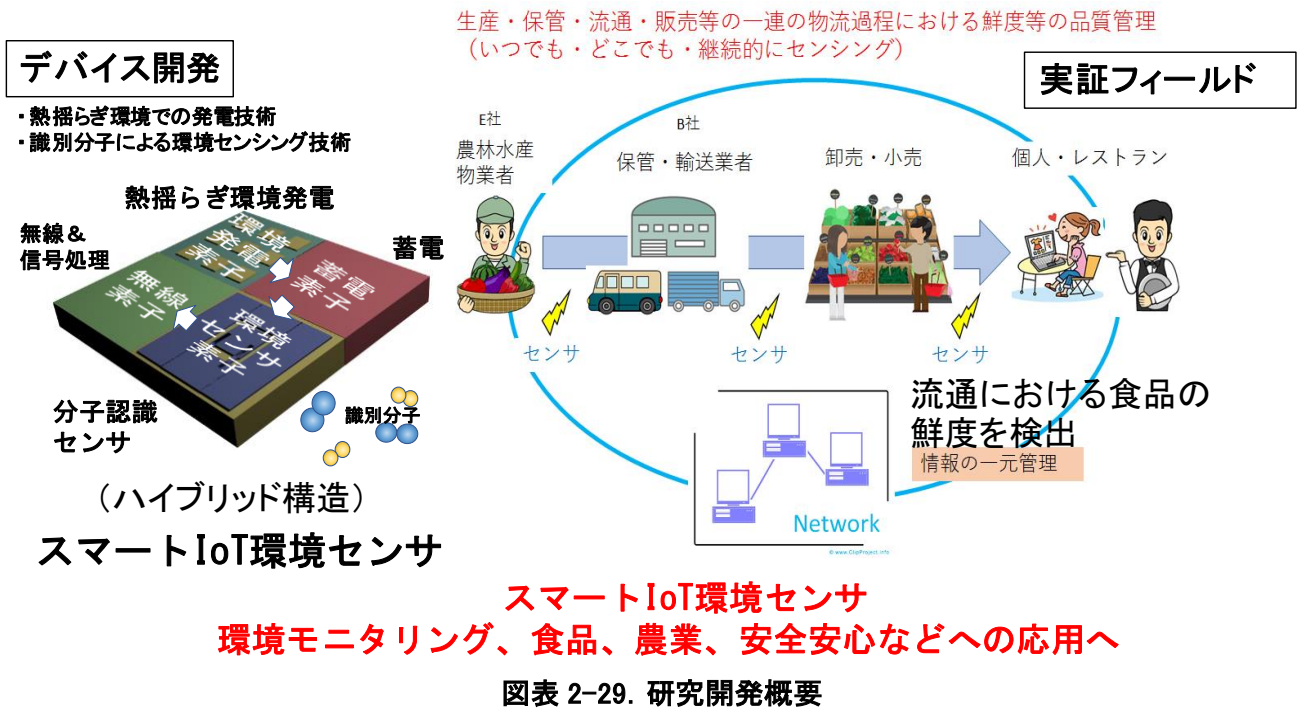 生産・保管・流通・販売等の一連の物流過程における鮮度等の品質管理
（いつでも・どこでも・継続的にセンシング）
デバイス開発
・熱揺らぎ環境での発電技術
・識別分子による環境センシング技術
熱揺らぎ環境発電
無線＆
信号処理
蓄電
環境
発電
素子
蓄電
素子
無線
素子
環境
センサ
素子
分子認識
センサ
識別分子
（ハイブリッド構造）
スマートIoT環境センサ
実証フィールド
E社
農林水産
物業者
B社
保管・輸送業者
卸売・小売
個人・レストラン
センサ
センサ
センサ
流通における食品の
鮮度を検出
情報の一元管理
Network
© www.ClipProject.info
スマートIoT環境センサ
環境モニタリング、食品、農業、安全安心などへの応用へ
図表 2-29. 研究開発概要